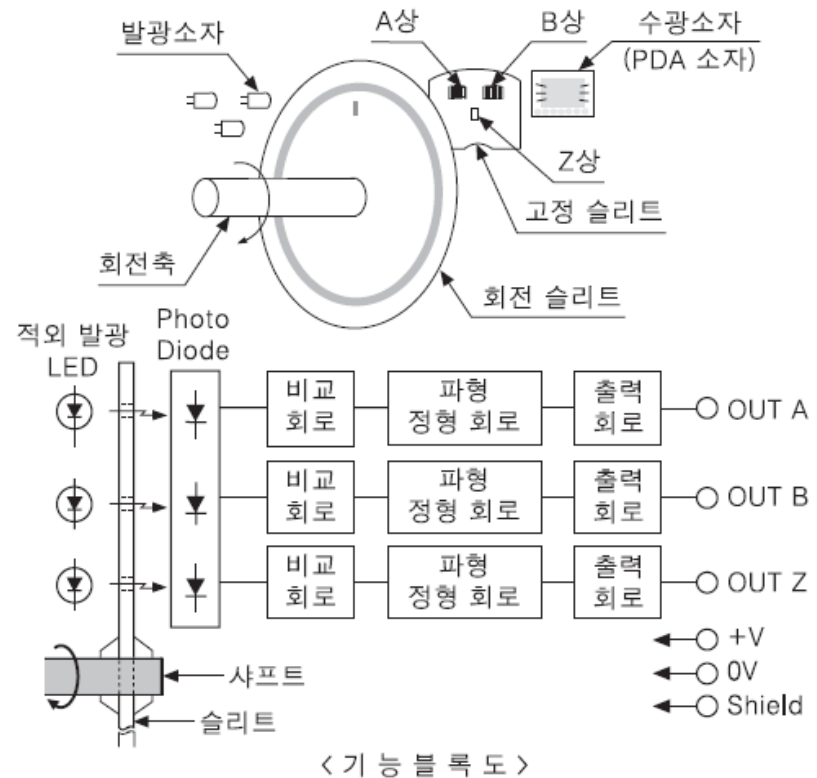 발광소자
A상
B상
수광소자
(PDA 소자)
Z상
고정 슬리트
회전축
회전 슬리트
적외 발광
LED
Photo
Diode
비교
회로
파형
정형 회로
출력
회로
OUT A
비교
회로
파형
정형 회로
출력
회로
OUT B
비교
회로
파형
정형 회로
출력
회로
OUT Z
+V
0V
Shield
샤프트
슬리트
<기 능 블 록 도>